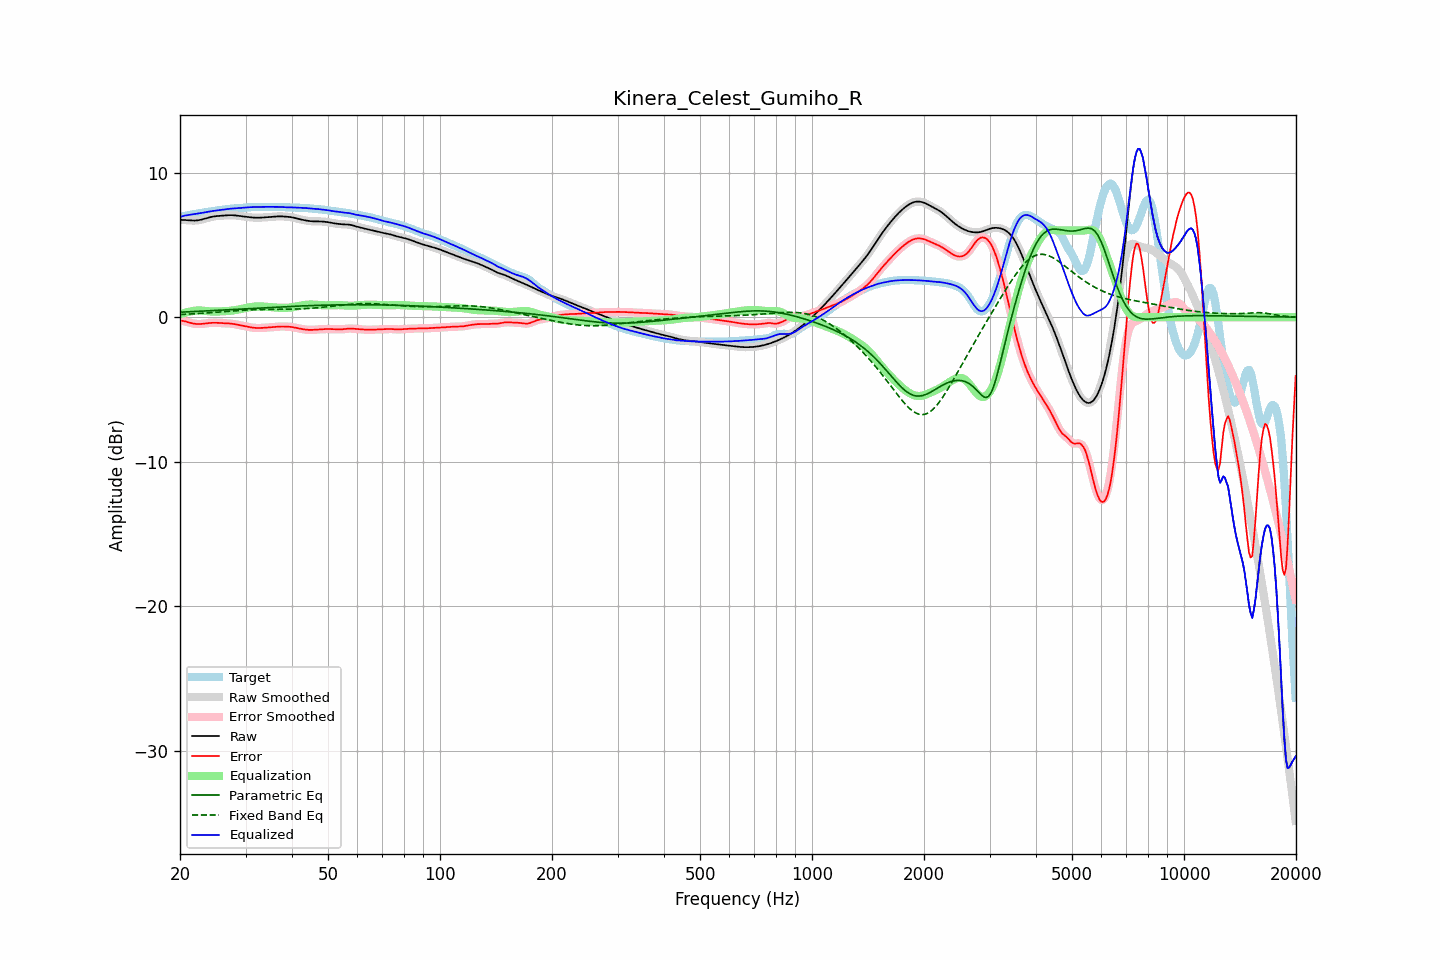 Kinera_Celest_Gumiho_R
10
0
−10
−20
−30
Amplitude (dBr)
Target
Raw Smoothed
Error Smoothed
Raw
Error
Equalization
Parametric Eq
Fixed Band Eq
Equalized
20 50 100 200 500 1000 2000 5000 10000 20000
Frequency (Hz)